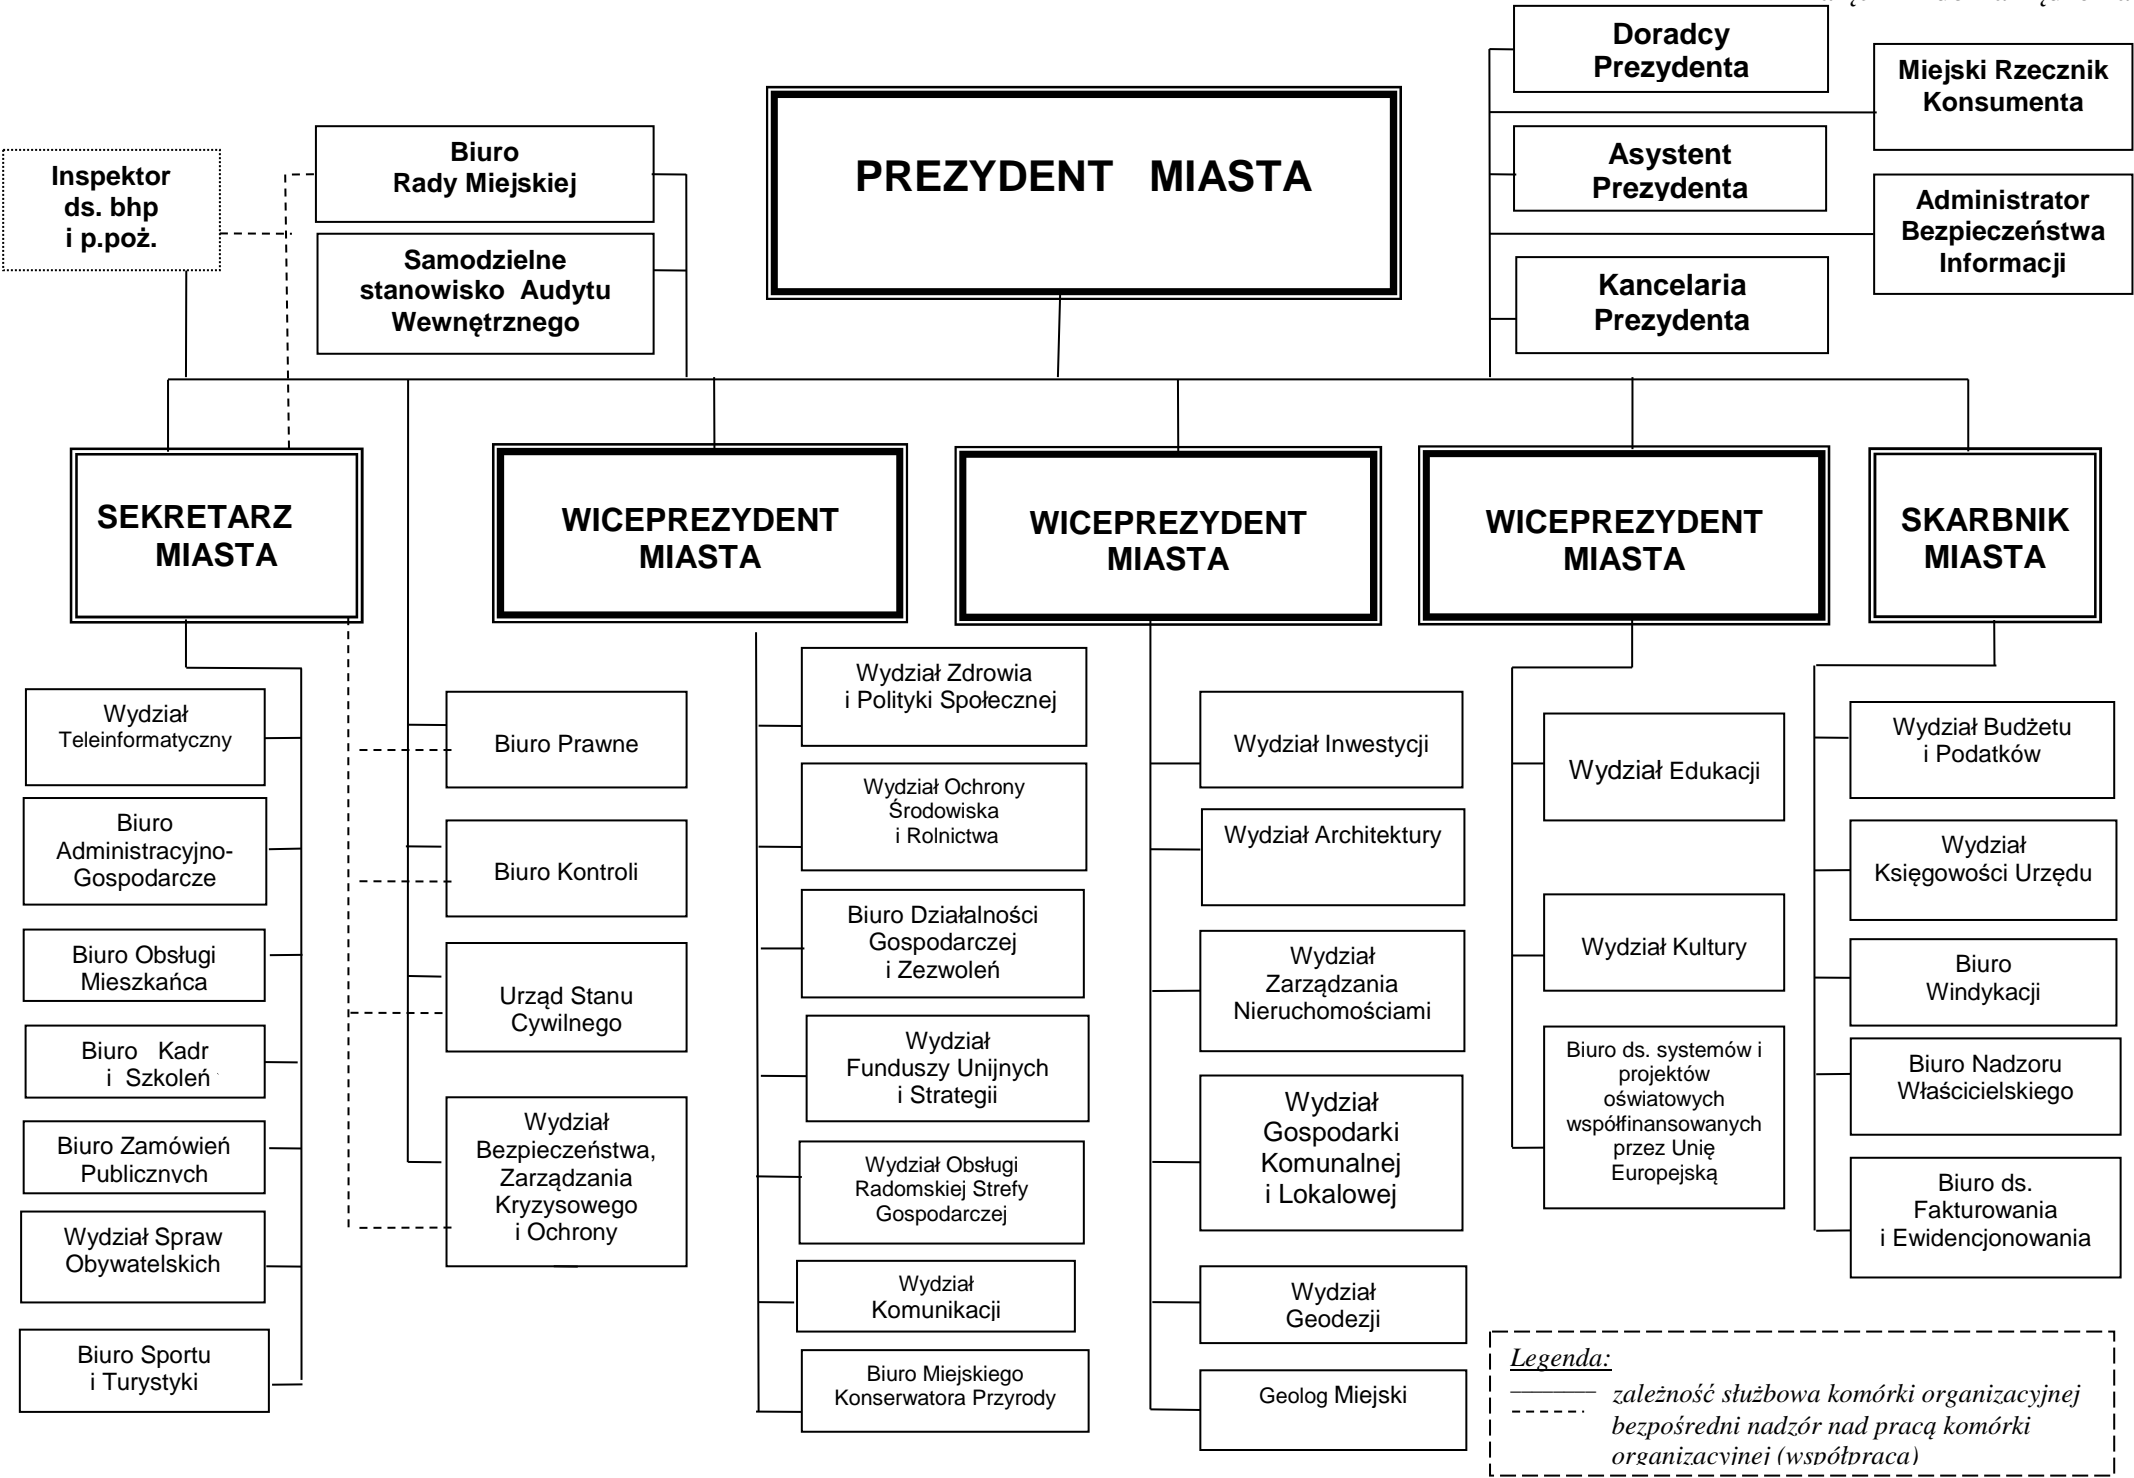 Doradcy
Prezydenta
Miejski Rzecznik
Konsumenta
PREZYDENT MIASTA
Biuro
Rady Miejskiej
Asystent
Prezydenta
Inspektor
ds. bhp
i p.poż.
Administrator
Bezpieczeństwa
Informacji
Samodzielne
stanowisko Audytu
Wewnętrznego
Kancelaria
Prezydenta
SEKRETARZ
MIASTA
WICEPREZYDENT
MIASTA
WICEPREZYDENT
MIASTA
WICEPREZYDENT
MIASTA
SKARBNIK
MIASTA
Wydział
Teleinformatyczny
Biuro
Administracyjno-
Gospodarcze
Biuro Obsługi
Mieszkańca
Biuro Kadr
i Szkoleń
Biuro Zamówień
Publicznych
Wydział Spraw
Obywatelskich
Biuro Sportu
i Turystyki
Biuro Prawne
Biuro Kontroli
Urząd Stanu
Cywilnego
Wydział
Bezpieczeństwa,
Zarządzania
Kryzysowego
i Ochrony
Wydział Zdrowia
i Polityki Społecznej
Wydział Ochrony
Środowiska
i Rolnictwa
Biuro Działalności
Gospodarczej
i Zezwoleń
Wydział
Funduszy Unijnych
i Strategii
Wydział Obsługi
Radomskiej Strefy
Gospodarczej
Wydział
Komunikacji
Biuro Miejskiego
Konserwatora Przyrody
Wydział Inwestycji
Wydział Architektury
Wydział
Zarządzania
Nieruchomościami
Wydział
Gospodarki
Komunalnej
i Lokalowej
Wydział
Geodezji
Geolog Miejski
Wydział Edukacji
Wydział Kultury
Biuro ds. systemów i
projektów
oświatowych
współfinansowanych
przez Unię
Europejską
Wydział Budżetu
i Podatków
Wydział
Księgowości Urzędu
Biuro
Windykacji
Biuro Nadzoru
Właścicielskiego
Biuro ds.
Fakturowania
i Ewidencjonowania
Legenda:
zależność służbowa komórki organizacyjnej
bezpośredni nadzór nad pracą komórki
organizacyjnej (współpraca)